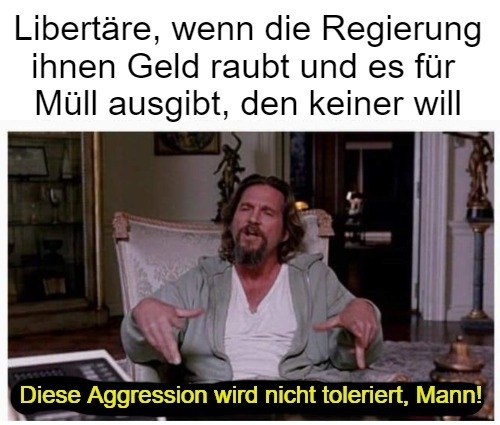 Libertäre, wenn die Regierung
ihnen Geld raubt und es für
Müll ausgibt, den keiner will
Diese Aggression wird nicht toleriert, Mann!